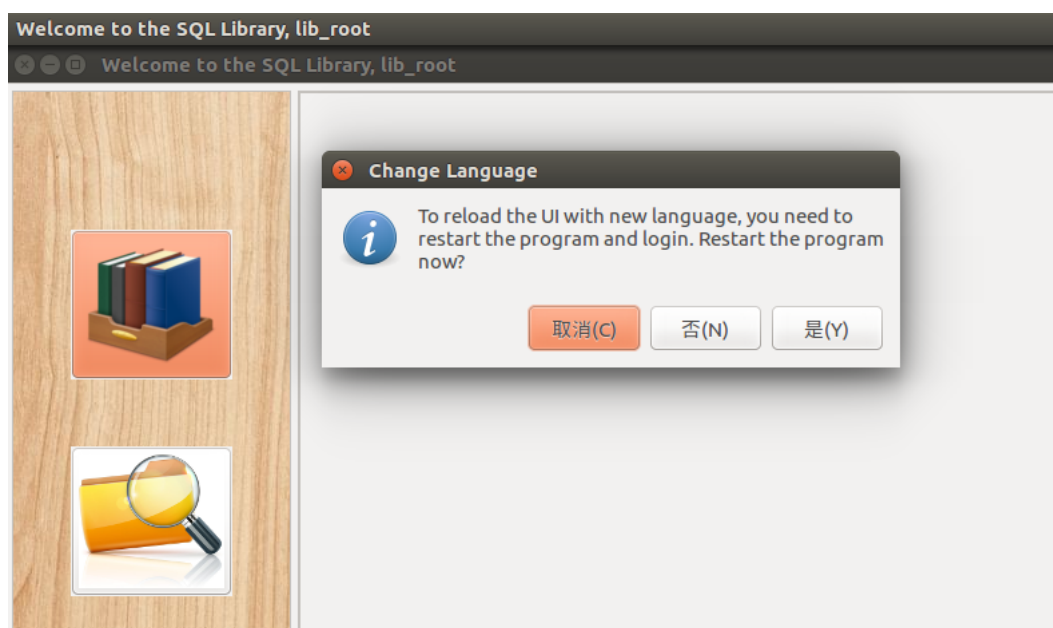 Welcome to the SQL Library, lib_root
Welcome to the SQL Library, lib_root
Change Language
To reload the UI with new language, you need to
restart the program and login. Restart the program
now?
取消(C) 否(N) 是(Y)